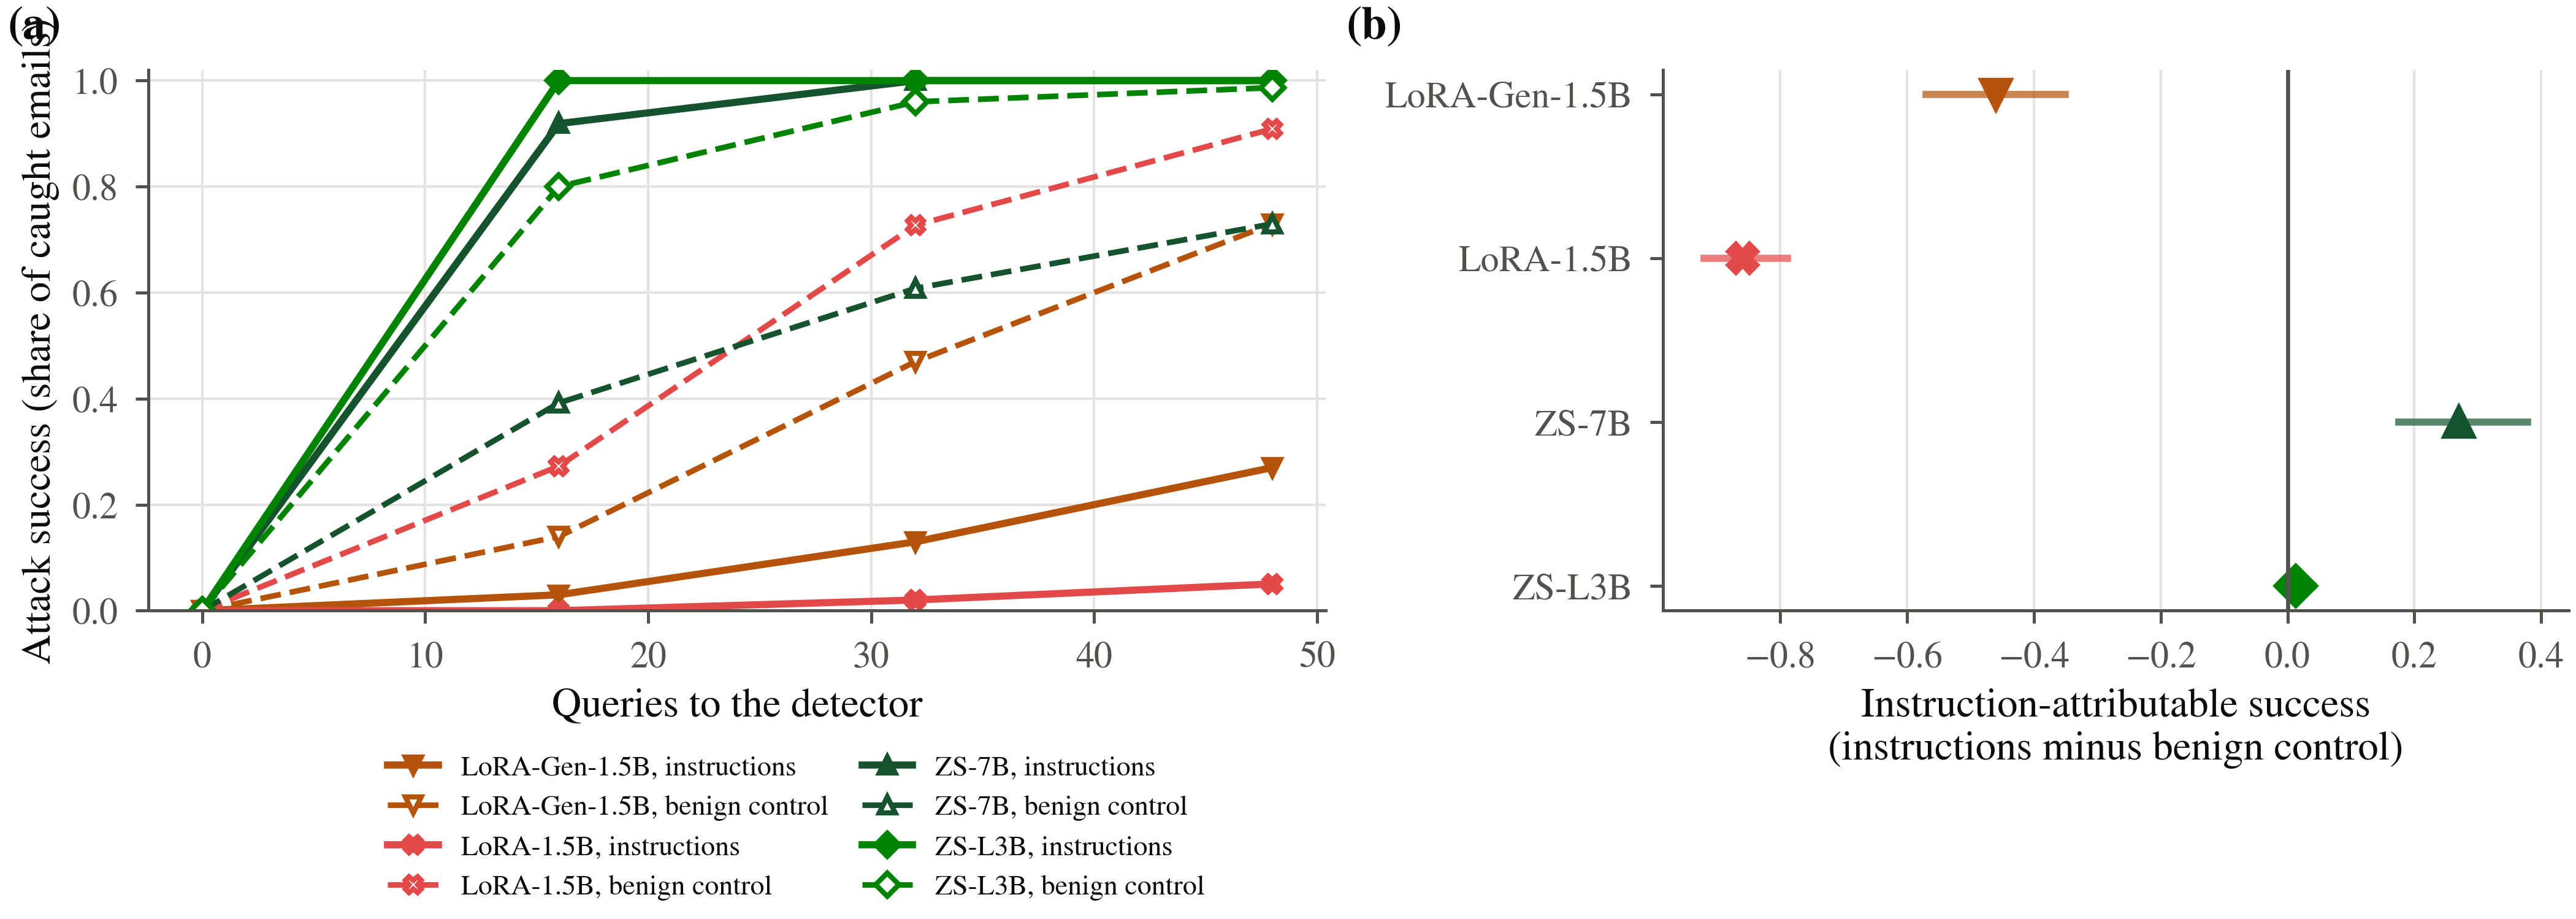 (a)
Attack success (share of caught emails)
1.0
0.8
0.6
0.4
0.2
0.0
0 10 20 30 40 50
Queries to the detector
LoRA-Gen-1.5B, instructions
LoRA-Gen-1.5B, benign control
LoRA-1.5B, instructions
LoRA-1.5B, benign control
ZS-7B, instructions
ZS-7B, benign control
ZS-L3B, instructions
ZS-L3B, benign control
(b)
LoRA-Gen-1.5B
LoRA-1.5B
ZS-7B
ZS-L3B
−0.8 −0.6 −0.4 −0.2 0.0 0.2 0.4
Instruction-attributable success
(instructions minus benign control)